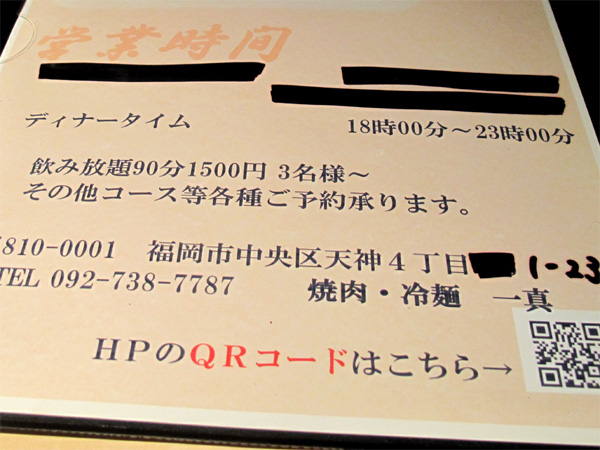 営業時間
ディナータイム 18時00分～23時00分
飲み放題90分1500円 3名様～
その他コース等各種ご予約承ります。
810-0001 福岡市中央区天神４丁目 1-23
TEL 092-738-7787 焼肉・冷麺 一真
ＨＰのＱＲコードはこちら→